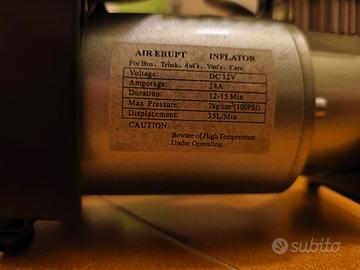 AIR ERUPT INFLATOR
For Bus、Truck、4x4's、Van's、Cars
Voltage: DC 12V
Amperage: 14A
Duration: 12-15 Min
Max Pressure: 7kg/cm²(100PSI)
Displacement: 35L/Min
CAUTION:
Beware of High Temperature
Under Operating.
subito